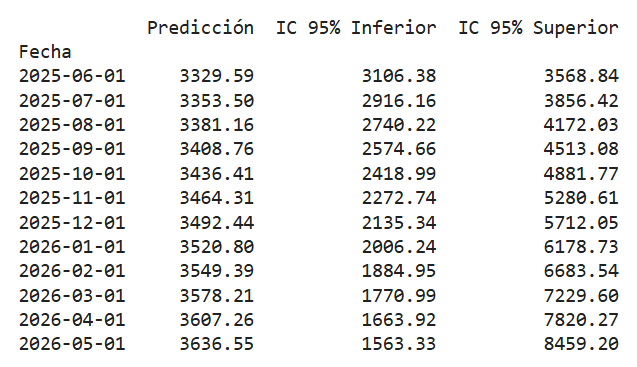 Predicción IC 95% Inferior IC 95% Superior
Fecha
2025-06-01 3329.59 3106.38 3568.84
2025-07-01 3353.50 2916.16 3856.42
2025-08-01 3381.16 2740.22 4172.03
2025-09-01 3408.76 2574.66 4513.08
2025-10-01 3436.41 2418.99 4881.77
2025-11-01 3464.31 2272.74 5280.61
2025-12-01 3492.44 2135.34 5712.05
2026-01-01 3520.80 2006.24 6178.73
2026-02-01 3549.39 1884.95 6683.54
2026-03-01 3578.21 1770.99 7229.60
2026-04-01 3607.26 1663.92 7820.27
2026-05-01 3636.55 1563.33 8459.20